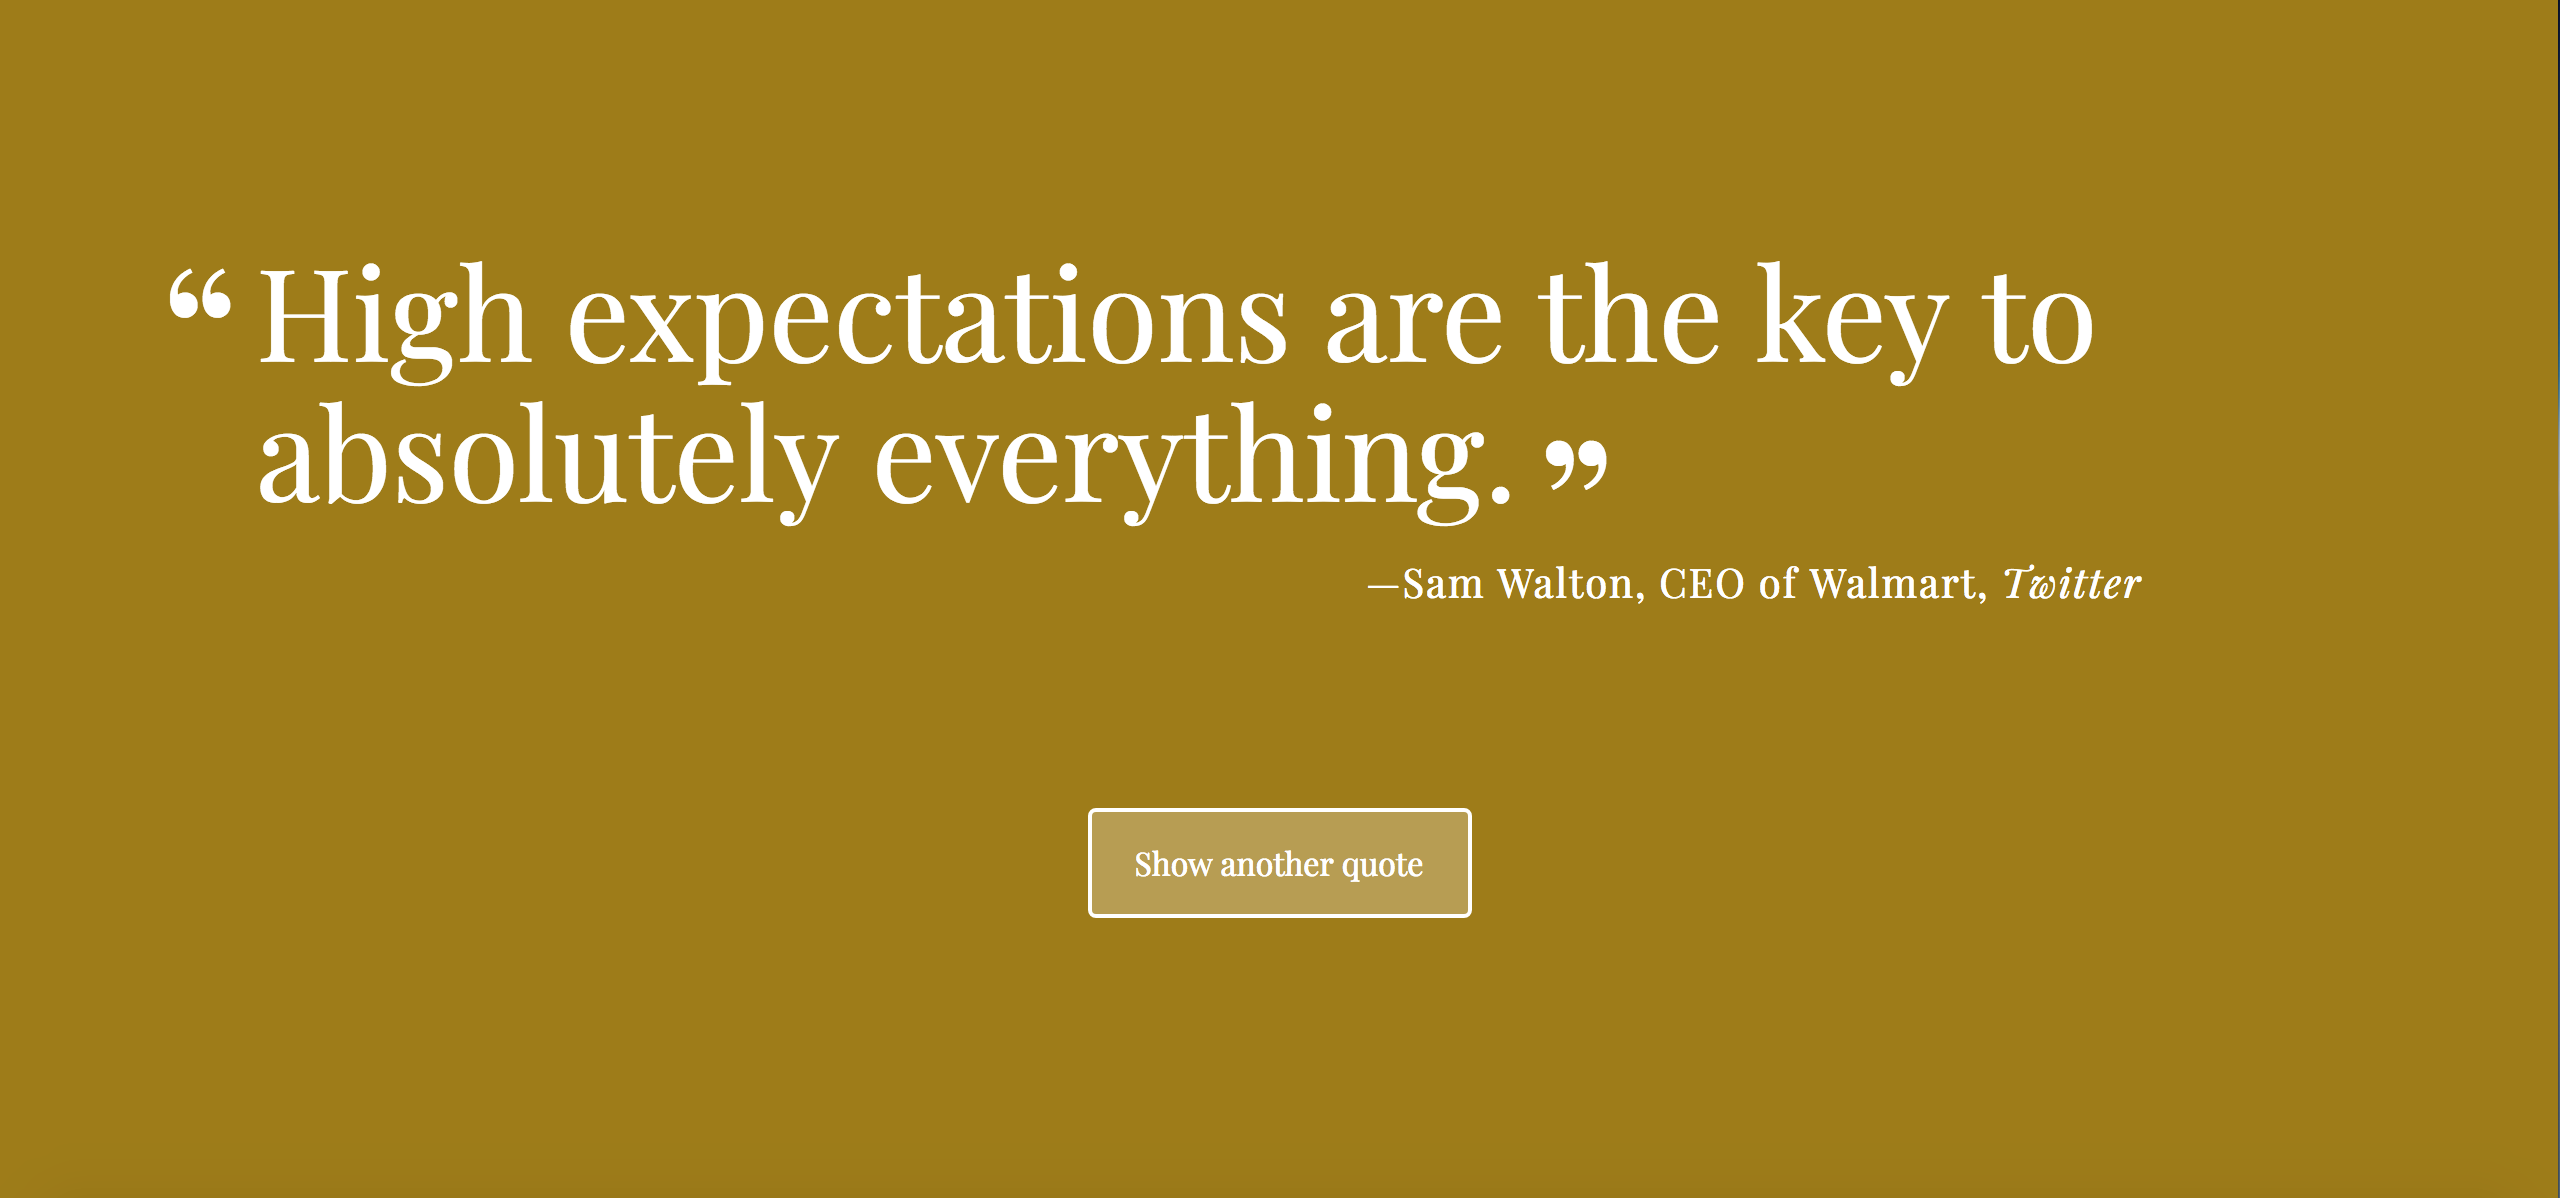 “High expectations are the key to
absolutely everything.”
—Sam Walton, CEO of Walmart, Twitter
Show another quote